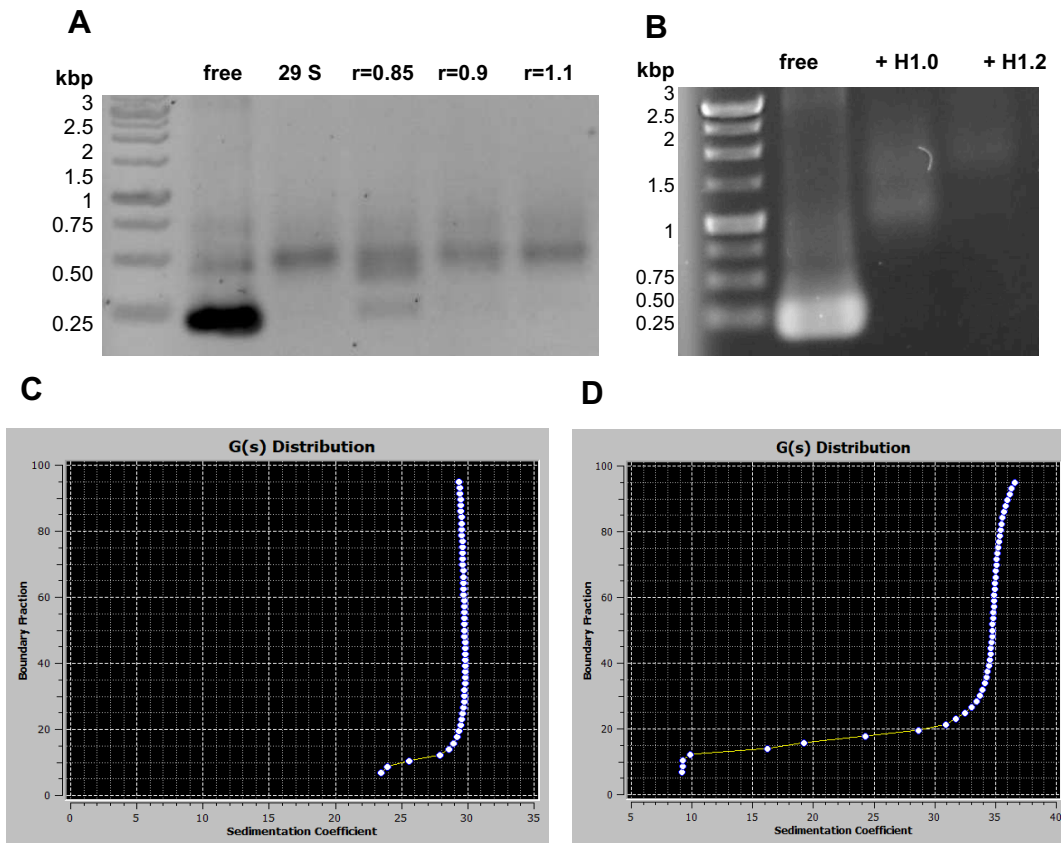 A
kbp free 29 S r=0.85 r=0.9 r=1.1
3
2.5
2
1.5
1
0.75
0.50
0.25
B
kbp free + H1.0 + H1.2
3
2.5
2
1.5
1
0.75
0.50
0.25
C
G(s) Distribution
Boundary Fraction
100
80
60
40
20
0
0 5 10 15 20 25 30 35
Sedimentation Coefficient
D
G(s) Distribution
Boundary Fraction
100
80
60
40
20
0
5 10 15 20 25 30 35 40
Sedimentation Coefficient